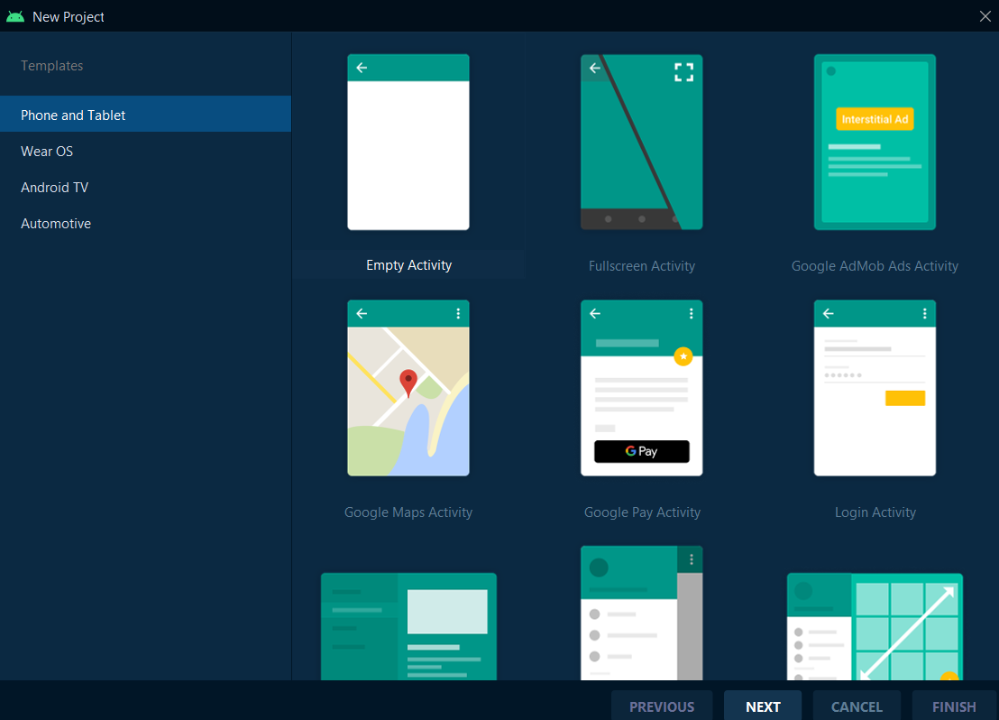 New Project
Templates
Phone and Tablet
Wear OS
Android TV
Automotive
Interstitial Ad
Empty Activity
Fullscreen Activity
Google AdMob Ads Activity
G Pay
Google Maps Activity
Google Pay Activity
Login Activity
PREVIOUS
NEXT
CANCEL
FINISH